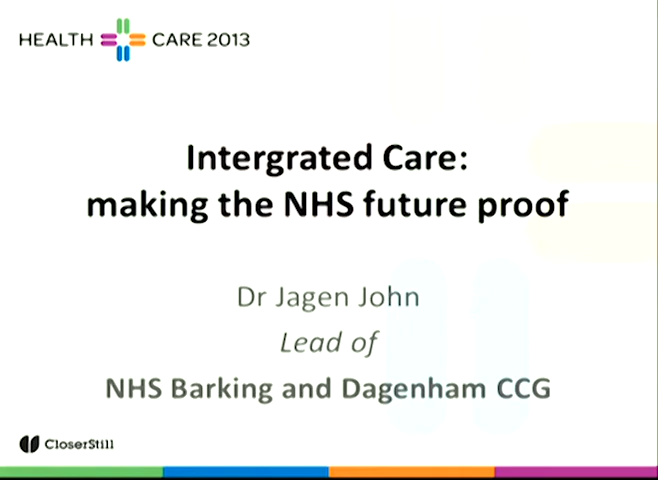 HEALTH CARE 2013
Intergrated Care:
making the NHS future proof
Dr Jagen John
Lead of
NHS Barking and Dagenham CCG
CloserStill